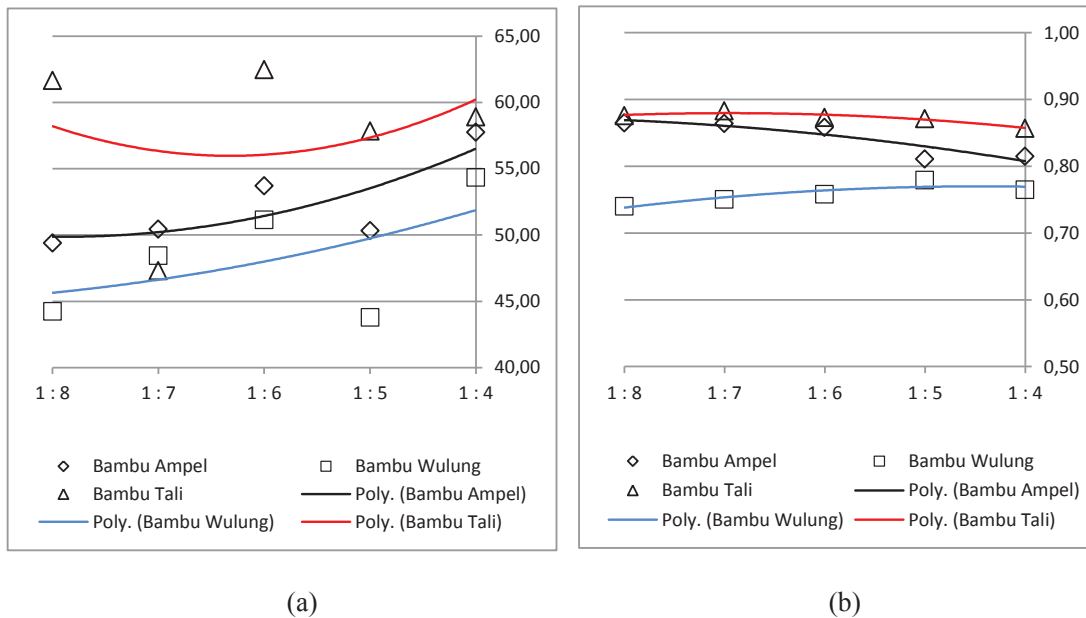 65,00
60,00
55,00
50,00
45,00
40,00
1 : 8 1 : 7 1 : 6 1 : 5 1 : 4
Bambu Ampel Bambu Wulung
Bambu Tali Poly. (Bambu Ampel)
Poly. (Bambu Wulung) Poly. (Bambu Tali)
(a)
1,00
0,90
0,80
0,70
0,60
0,50
1 : 8 1 : 7 1 : 6 1 : 5 1 : 4
Bambu Ampel Bambu Wulung
Bambu Tali Poly. (Bambu Ampel)
Poly. (Bambu Wulung) Poly. (Bambu Tali)
(b)